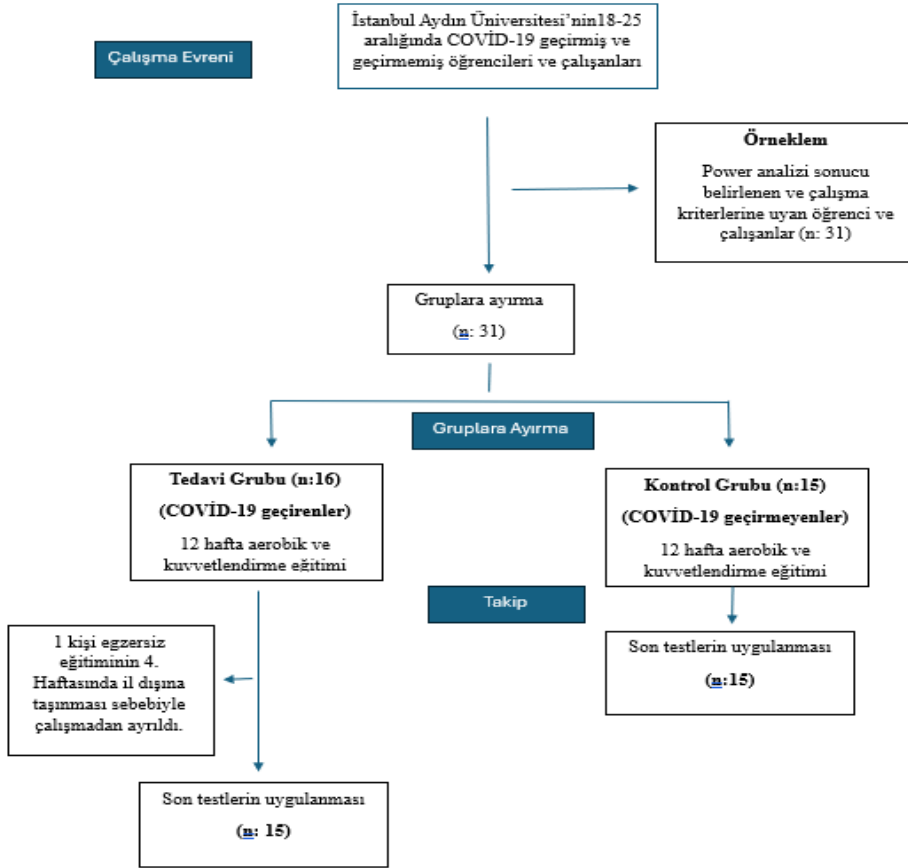 Çalışma Evreni
İstanbul Aydın Üniversitesi’nin18-25
aralığında COVİD-19 geçirmiş ve
geçirmemiş öğrencileri ve çalışanları
Örneklem
Power analizi sonucu
belirlenen ve çalışma
kriterlerine uyan öğrenci ve
çalışanlar (n: 31)
Gruplara ayırma
(n: 31)
Gruplara Ayırma
Tedavi Grubu (n:16)
(COVİD-19 geçirenler)
12 hafta aerobik ve
kuvvetlendirme eğitimi
Kontrol Grubu (n:15)
(COVİD-19 geçirmeyenler)
12 hafta aerobik ve
kuvvetlendirme eğitimi
Takip
1 kişi egzersiz
eğitiminin 4.
Haftasında il dışına
taşınması sebebiyle
çalışmadan ayrıldı.
Son testlerin uygulanması
(n:15)
Son testlerin uygulanması
(n: 15)